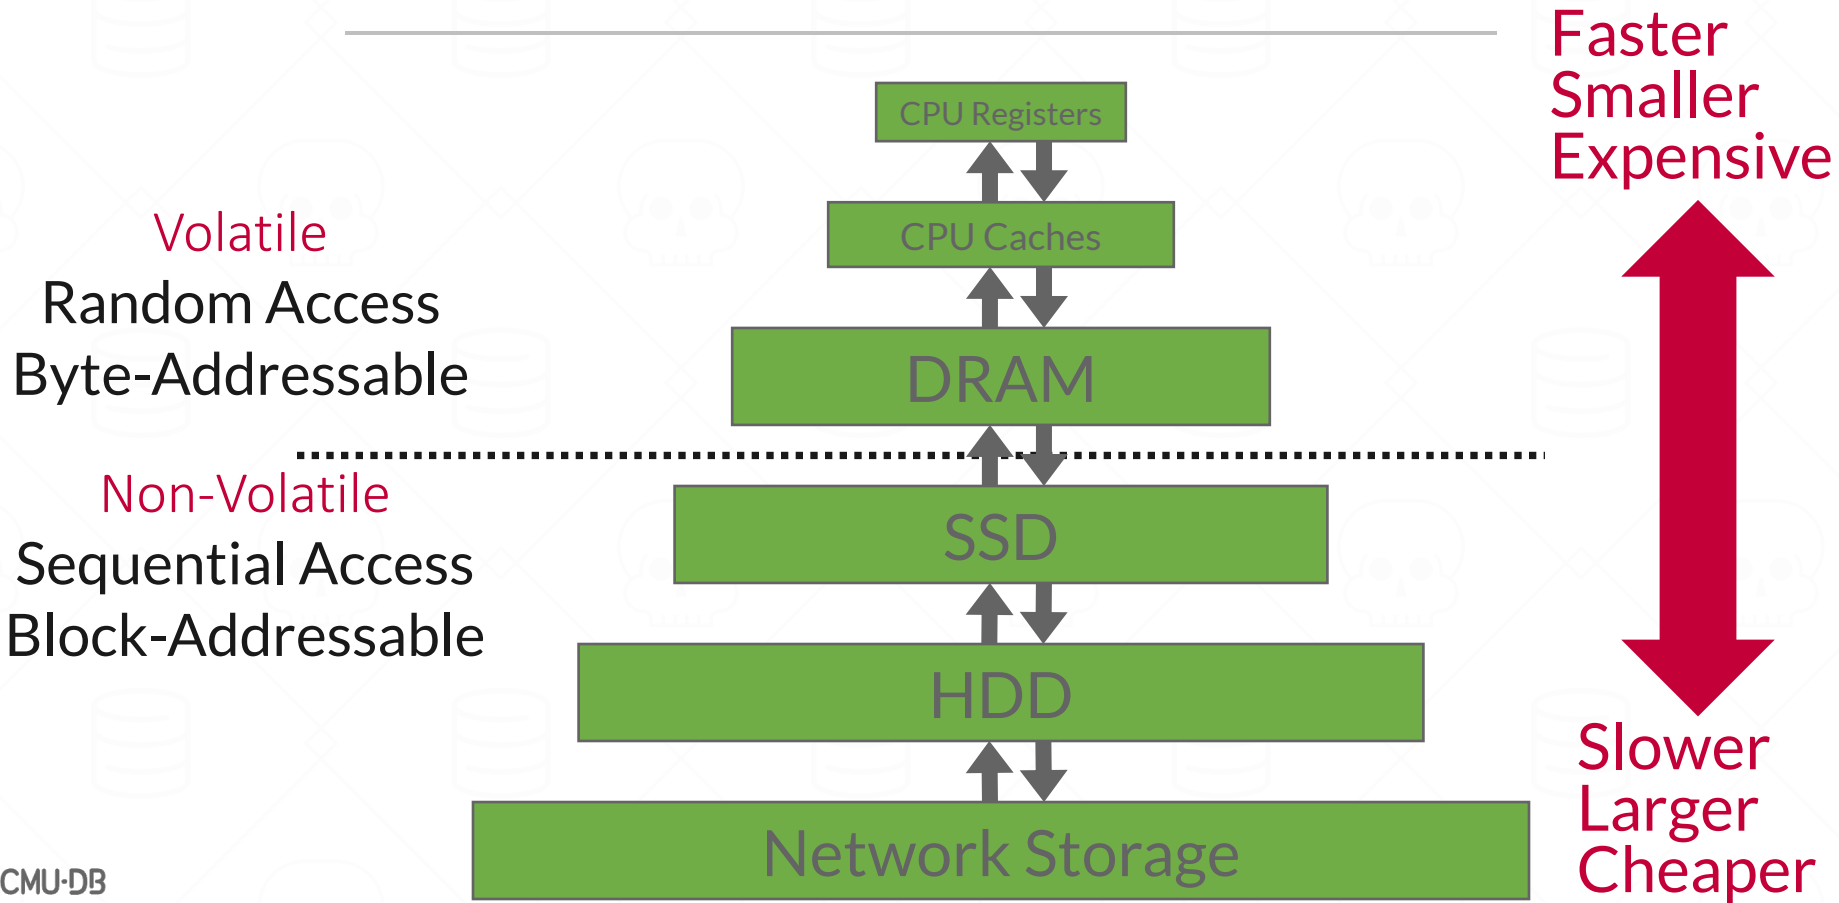 Faster
Smaller
Expensive
CPU Registers
CPU Caches
Volatile
Random Access
Byte-Addressable
DRAM
Non-Volatile
Sequential Access
Block-Addressable
SSD
HDD
Network Storage
Slower
Larger
Cheaper
CMU·DB